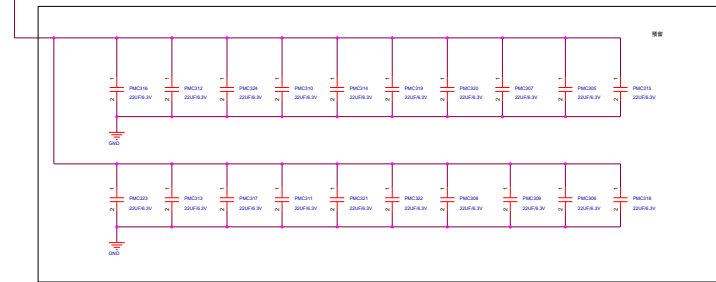 预留
1 PMC316 1 PMC312 1 PMC324 1 PMC310 1 PMC314 1 PMC319 1 PMC320 1 PMC307 1 PMC305 1 PMC315
2 22UF/6.3V 2 22UF/6.3V 2 22UF/6.3V 2 22UF/6.3V 2 22UF/6.3V 2 22UF/6.3V 2 22UF/6.3V 2 22UF/6.3V 2 22UF/6.3V 2 22UF/6.3V
GND
1 PMC323 1 PMC313 1 PMC317 1 PMC311 1 PMC321 1 PMC322 1 PMC308 1 PMC309 1 PMC306 1 PMC318
2 22UF/6.3V 2 22UF/6.3V 2 22UF/6.3V 2 22UF/6.3V 2 22UF/6.3V 2 22UF/6.3V 2 22UF/6.3V 2 22UF/6.3V 2 22UF/6.3V 2 22UF/6.3V
GND